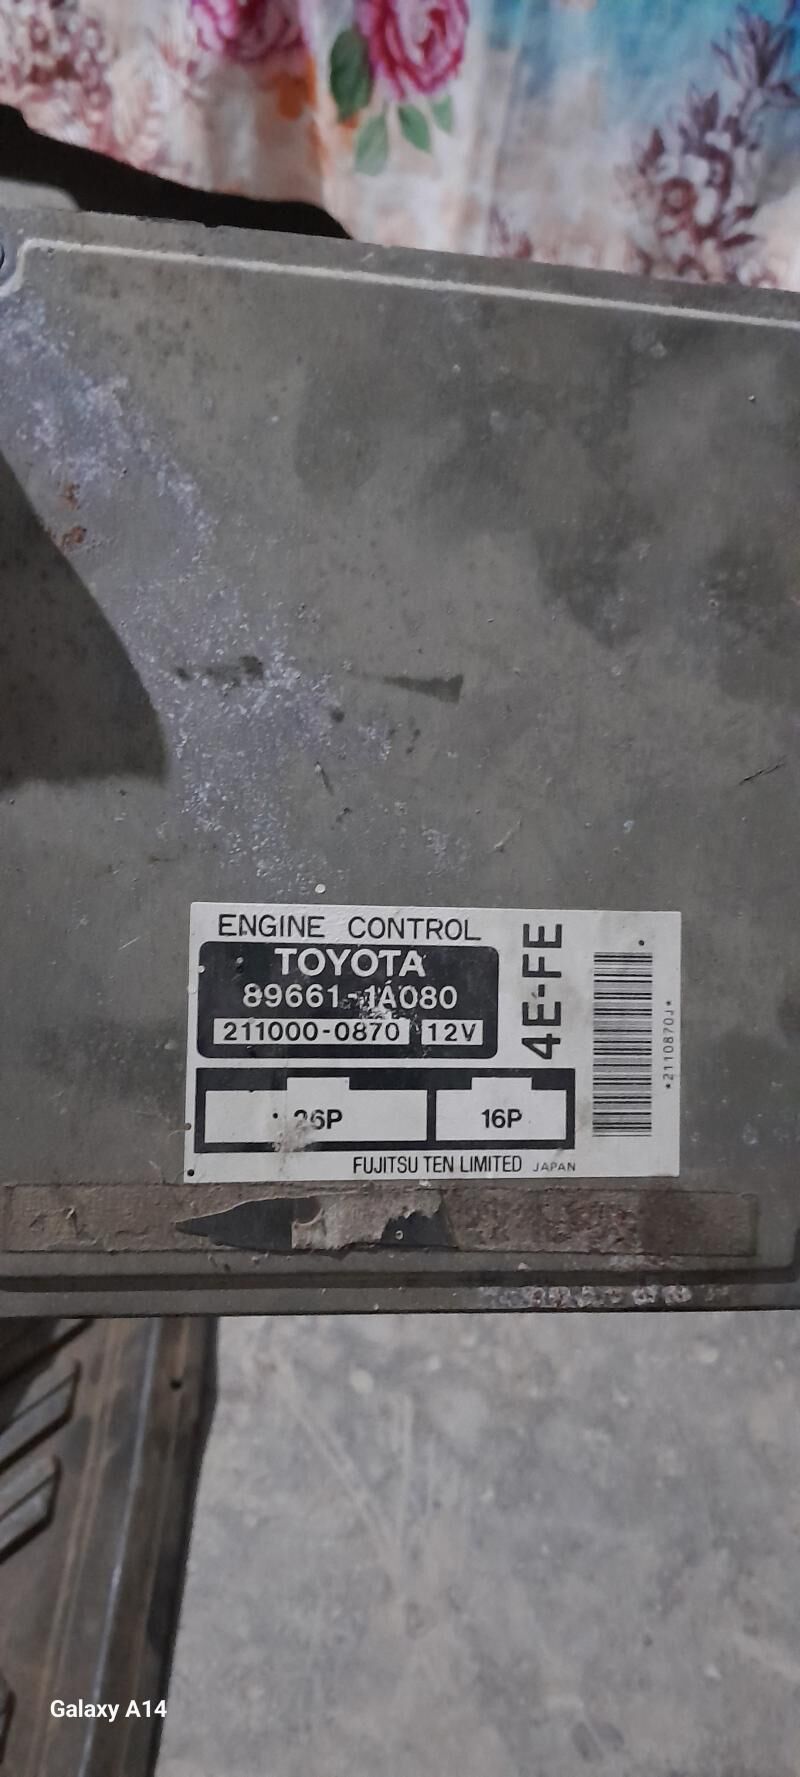 ENGINE CONTROL
TOYOTA
89661-1A080
211000-0870 12V
4E-FE
*2110870J*
26P
16P
FUJITSU TEN LIMITED JAPAN
Galaxy A14